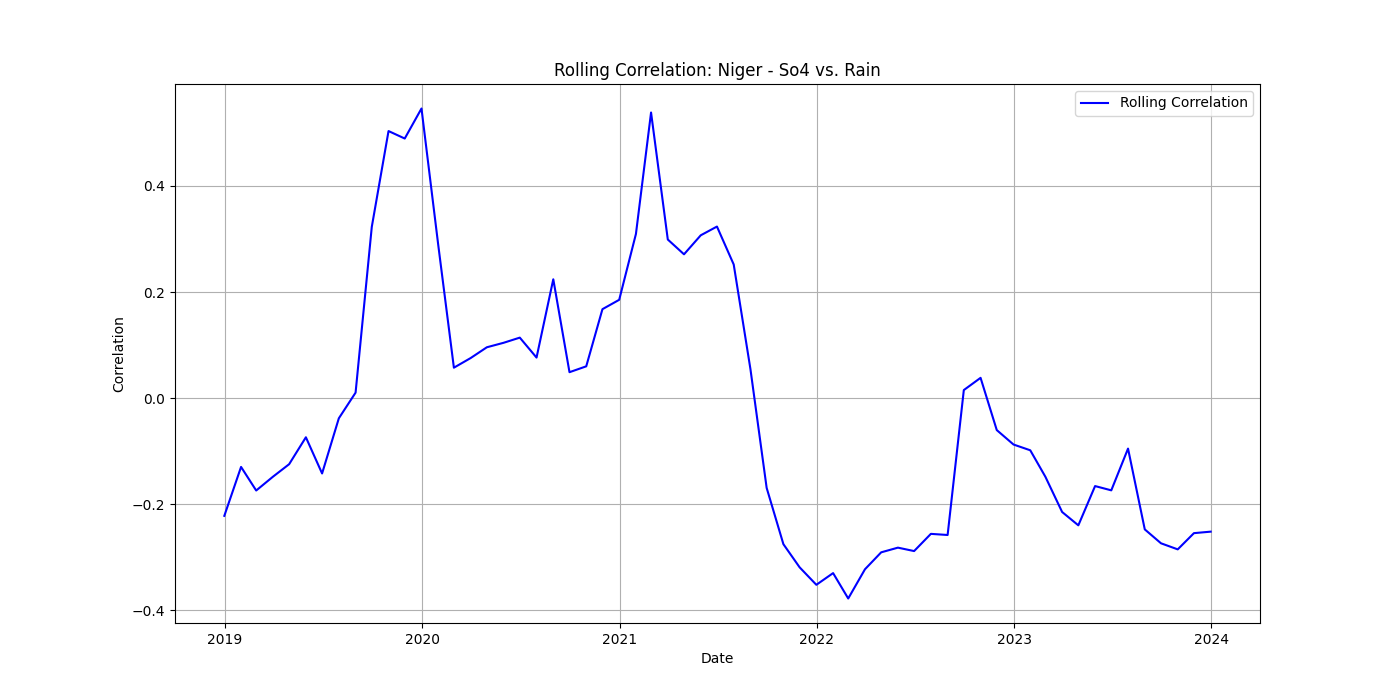 Rolling Correlation: Niger - So4 vs. Rain
Rolling Correlation
Correlation
0.4
0.2
0.0
−0.2
−0.4
2019 2020 2021 2022 2023 2024
Date